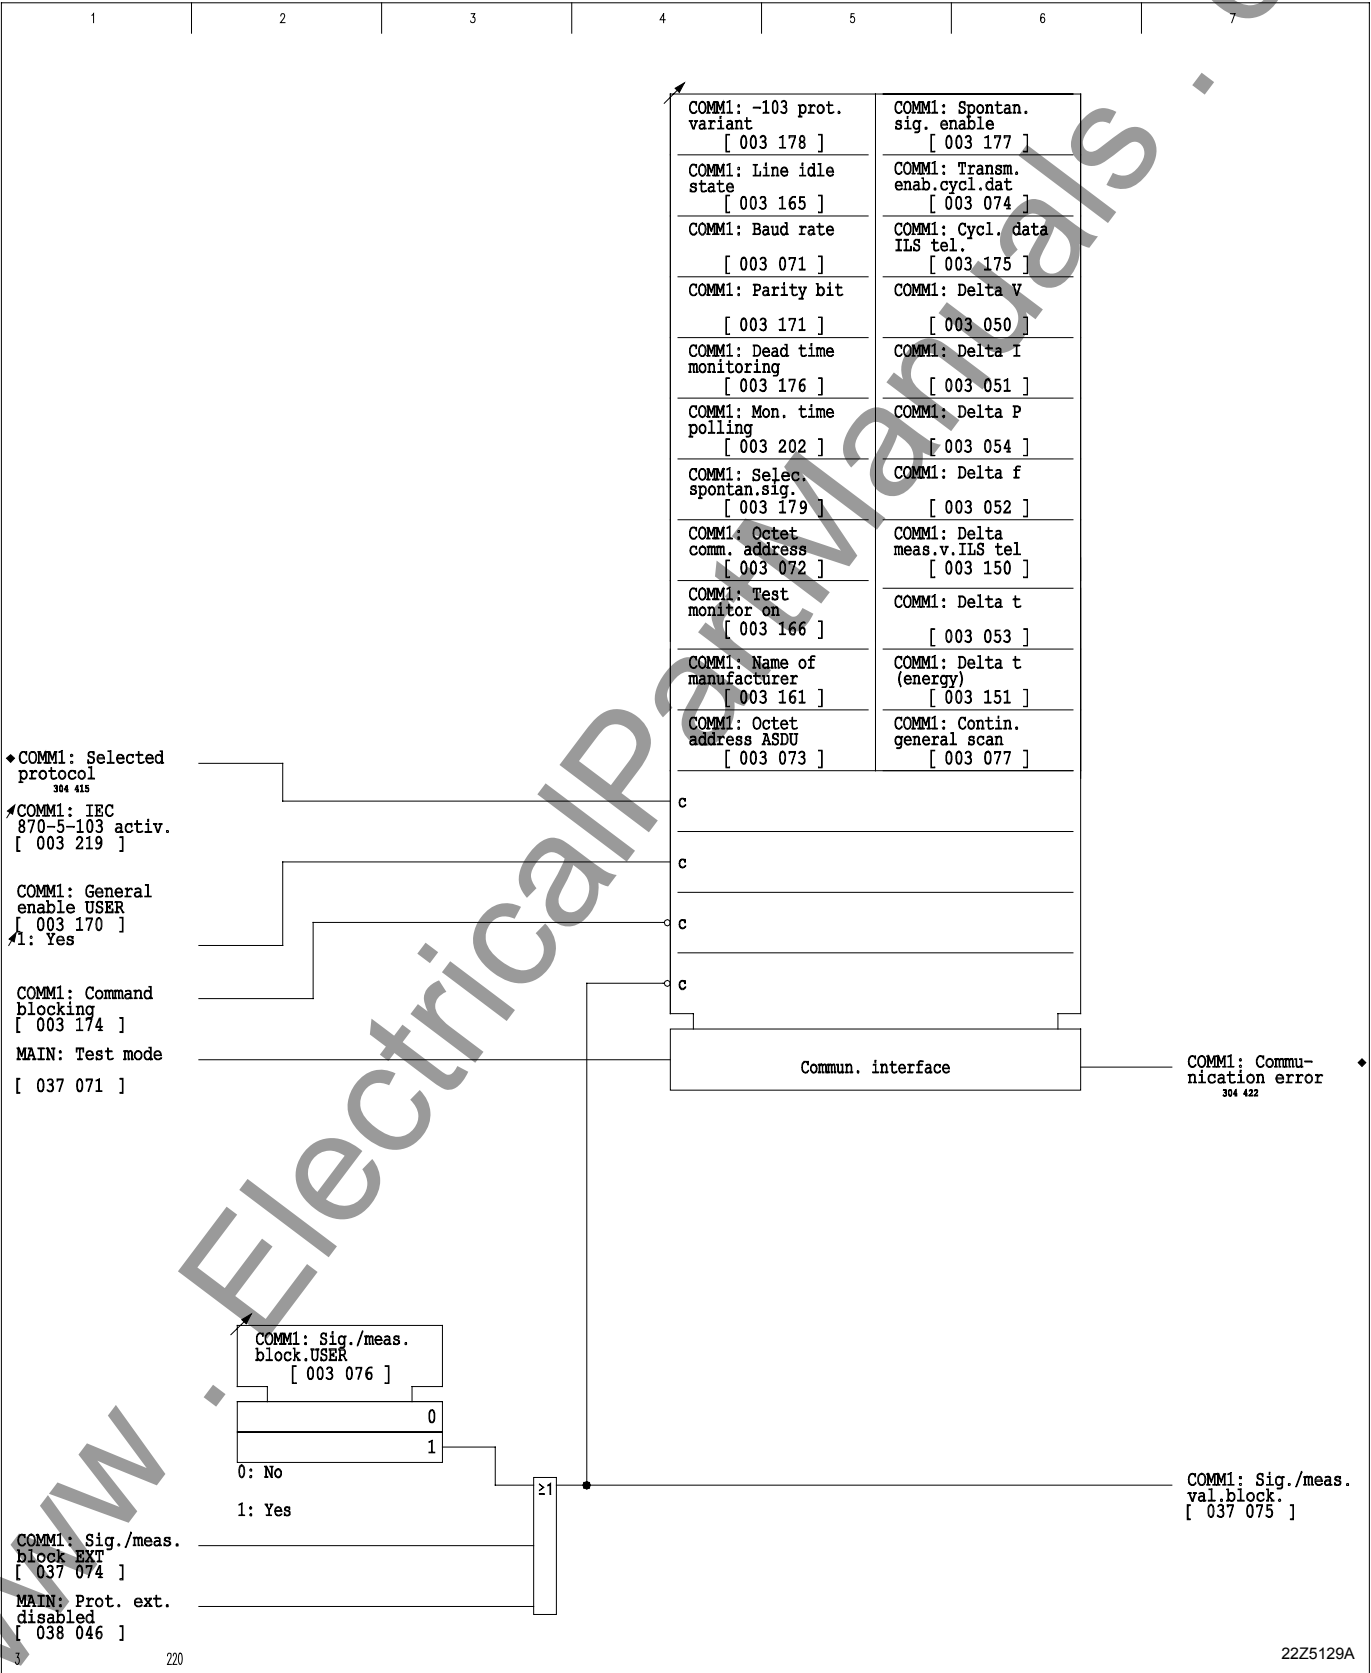 1 2 3 4 5 6 7
COMM1: -103 prot.
variant
[ 003 178 ]
COMM1: Line idle
state
[ 003 165 ]
COMM1: Baud rate
[ 003 071 ]
COMM1: Parity bit
[ 003 171 ]
COMM1: Dead time
monitoring
[ 003 176 ]
COMM1: Mon. time
polling
[ 003 202 ]
COMM1: Selec.
spontan.sig.
[ 003 179 ]
COMM1: Octet
comm. address
[ 003 072 ]
COMM1: Test
monitor on
[ 003 166 ]
COMM1: Name of
manufacturer
[ 003 161 ]
COMM1: Octet
address ASDU
[ 003 073 ]
COMM1: Spontan.
sig. enable
[ 003 177 ]
COMM1: Transm.
enab.cycl.dat
[ 003 074 ]
COMM1: Cycl. data
ILS tel.
[ 003 175 ]
COMM1: Delta V
[ 003 050 ]
COMM1: Delta I
[ 003 051 ]
COMM1: Delta P
[ 003 054 ]
COMM1: Delta f
[ 003 052 ]
COMM1: Delta
meas.v.ILS tel
[ 003 150 ]
COMM1: Delta t
[ 003 053 ]
COMM1: Delta t
(energy)
[ 003 151 ]
COMM1: Contin.
general scan
[ 003 077 ]
COMM1: Selected
protocol
304 415
COMM1: IEC
870-5-103 activ.
[ 003 219 ]
COMM1: General
enable USER
[ 003 170 ]
1: Yes
COMM1: Command
blocking
[ 003 174 ]
MAIN: Test mode
[ 037 071 ]
C
C
C
C
Commun. interface
COMM1: Commu-
nication error
304 422
COMM1: Sig./meas.
block.USER
[ 003 076 ]
0
1
0: No
1: Yes
≥1
COMM1: Sig./meas.
val.block.
[ 037 075 ]
COMM1: Sig./meas.
block EXT
[ 037 074 ]
MAIN: Prot. ext.
disabled
[ 038 046 ]
3 220
22Z5129A
www . ElectricalPartManuals . c